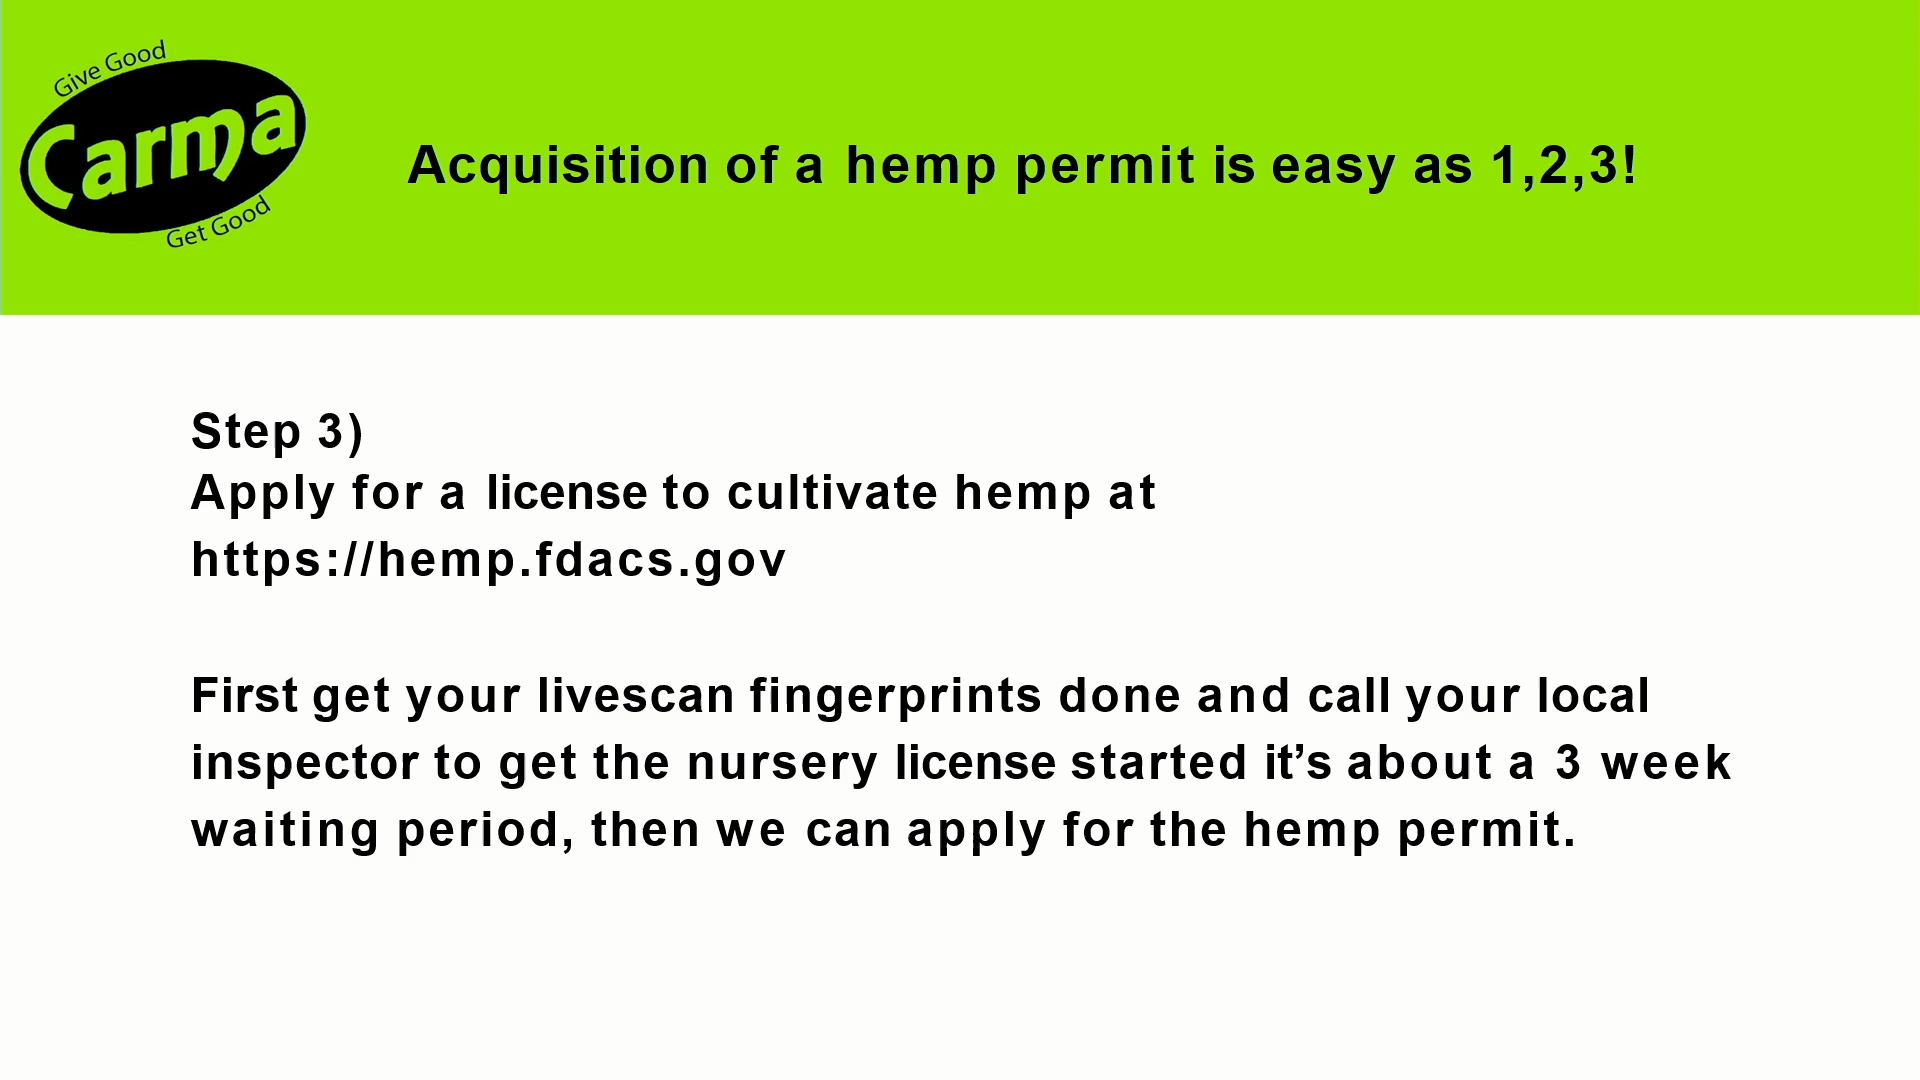 Give Good
Carma
Get Good
Acquisition of a hemp permit is easy as 1,2,3!
Step 3)
Apply for a license to cultivate hemp at
https://hemp.fdacs.gov
First get your livescan fingerprints done and call your local
inspector to get the nursery license started it’s about a 3 week
waiting period, then we can apply for the hemp permit.